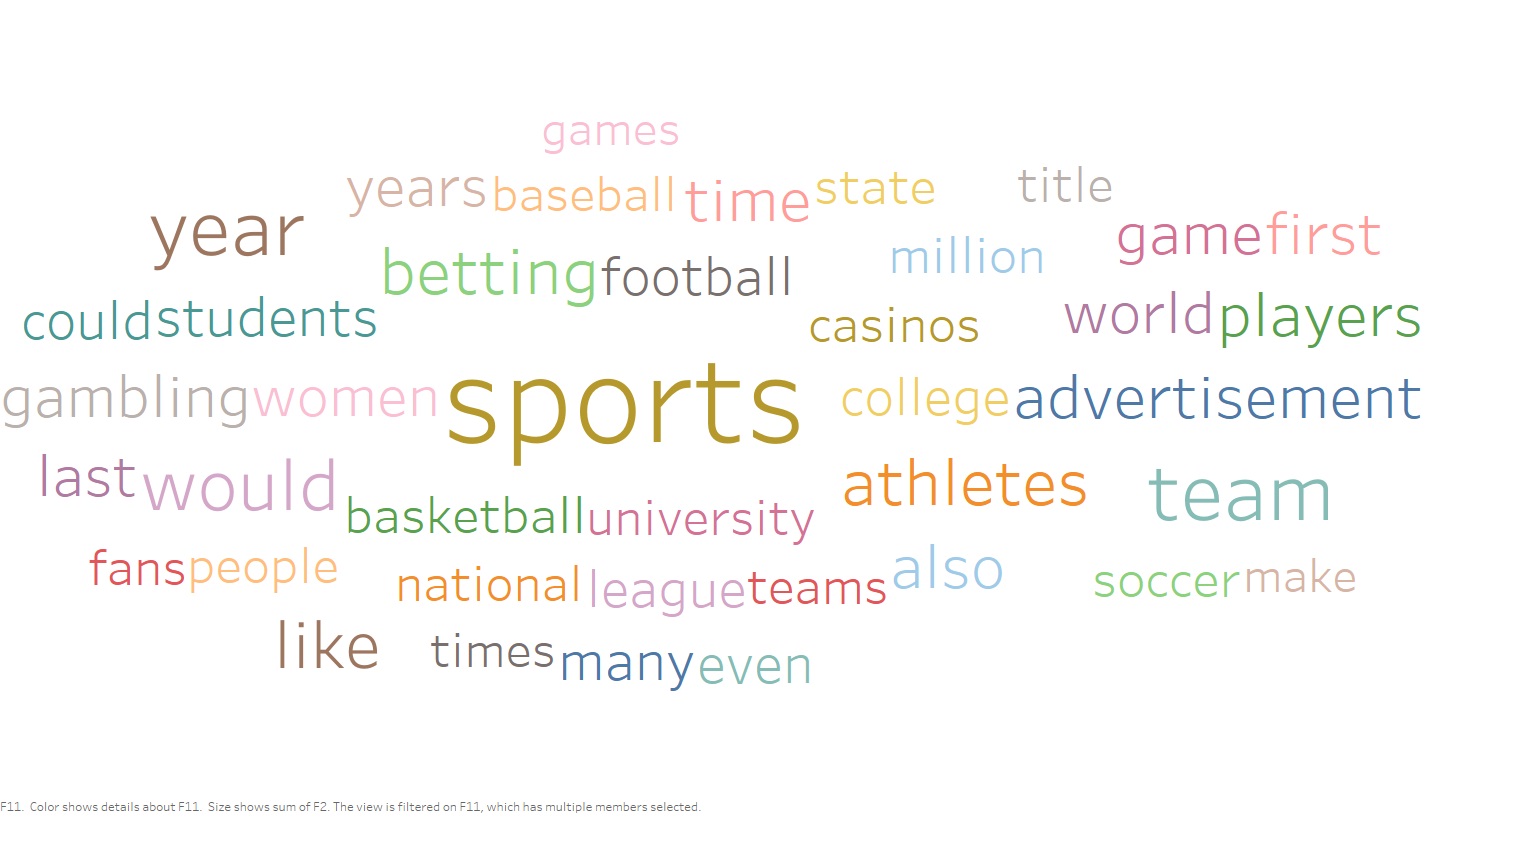 games
years baseball time state title
year game first
betting football million
could students casinos world players
gambling women sports college advertisement
last would athletes team
basketball university
fans people national league teams also soccer make
like times many even
F11. Color shows details about F11. Size shows sum of F2. The view is filtered on F11, which has multiple members selected.